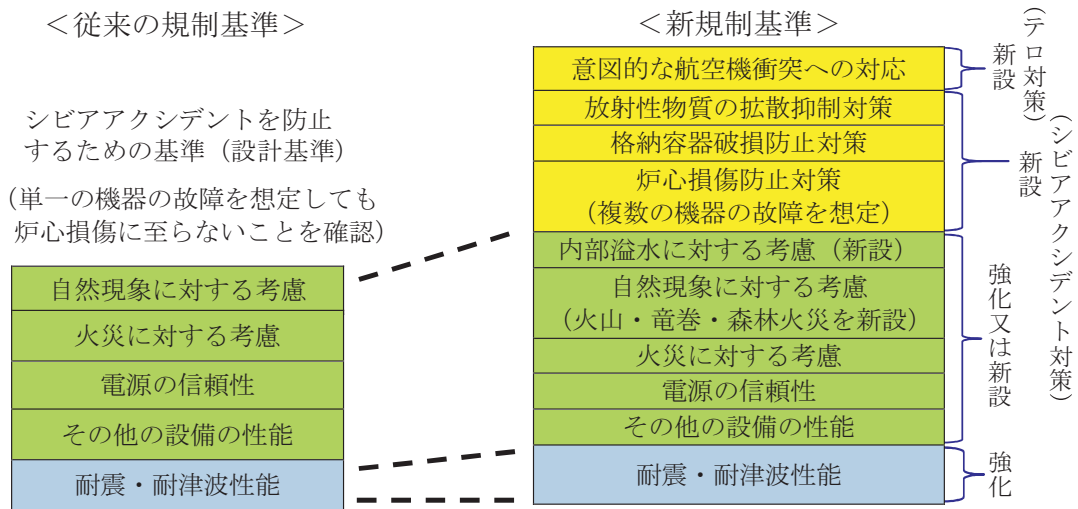 ＜従来の規制基準＞
シビアアクシデントを防止
するための基準（設計基準）
（単一の機器の故障を想定しても
炉心損傷に至らないことを確認）
自然現象に対する考慮
火災に対する考慮
電源の信頼性
その他の設備の性能
耐震・耐津波性能
＜新規制基準＞
意図的な航空機衝突への対応
放射性物質の拡散抑制対策
格納容器破損防止対策
炉心損傷防止対策
（複数の機器の故障を想定）
内部溢水に対する考慮（新設）
自然現象に対する考慮
（火山・竜巻・森林火災を新設）
火災に対する考慮
電源の信頼性
その他の設備の性能
耐震・耐津波性能
（テロ対策）
新設
（シビアアクシデント対策）
新設
強化又は新設
強化